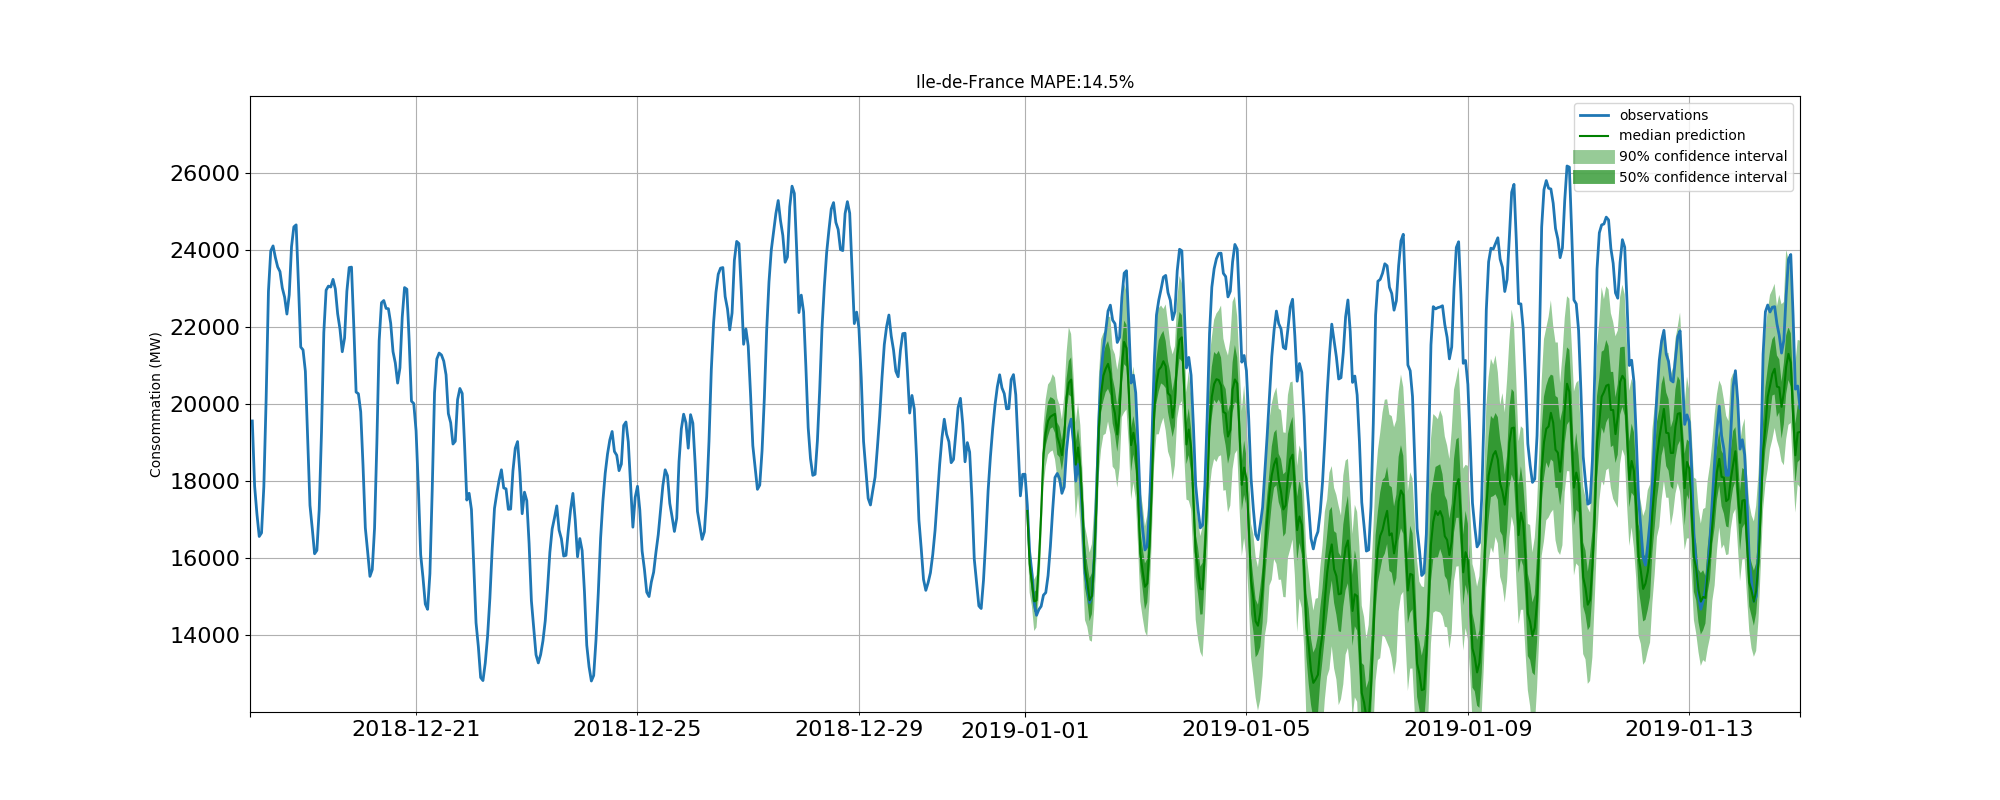 Ile-de-France MAPE:14.5%
observations
median prediction
90% confidence interval
50% confidence interval
Consommation (MW)
26000
24000
22000
20000
18000
16000
14000
2018-12-21
2018-12-25
2018-12-29
2019-01-01
2019-01-05
2019-01-09
2019-01-13